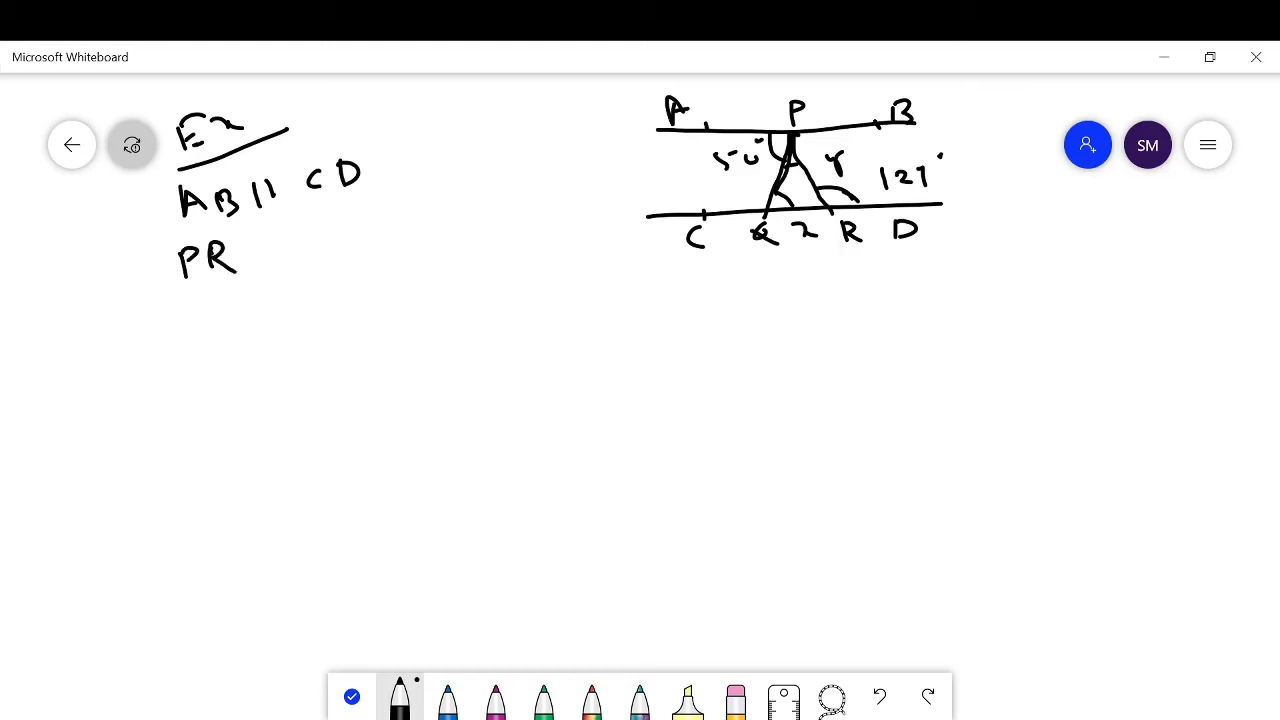 Microsoft Whiteboard
Ex
AB || CD
PR
A P B
50° y 127°
C Q x R D
SM